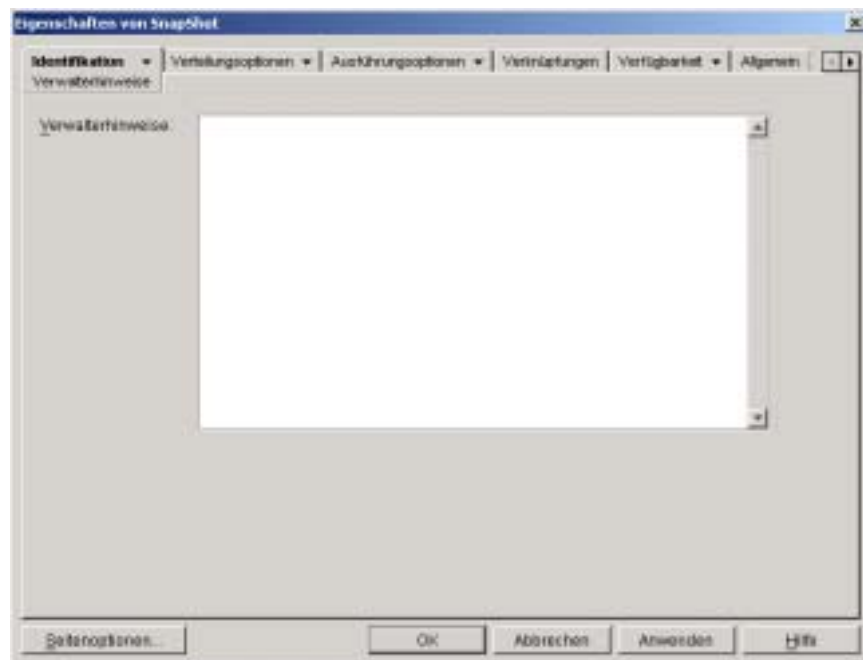 Eigenschaften von SnapShot
Identifikation Verteilungsoptionen Ausführungsoptionen Verknüpfungen Verfügbarkeit Allgemein
Verwalterhinweise
Verwalterhinweise
Seitenoptionen... OK Abbrechen Anwenden Hilfe